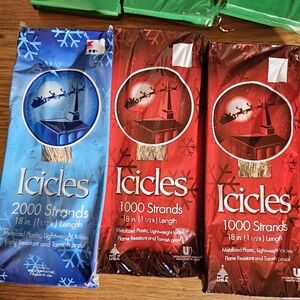 Icicles
2000 Strands
18 in. (1 1/2 ft.) Length
Metalized Plastic, Lightweight Icicles
Flame Resistant and Tarnish proof
Icicles
1000 Strands
18 in. (1 1/2 ft.) Length
Metalized Plastic, Lightweight Icicles
Flame Resistant and Tarnish proof
USA
Icicles
1000 Strands
18 in. (1 1/2 ft.) Length
Metalized Plastic, Lightweight Icicles
Flame Resistant and Tarnish proof
USA